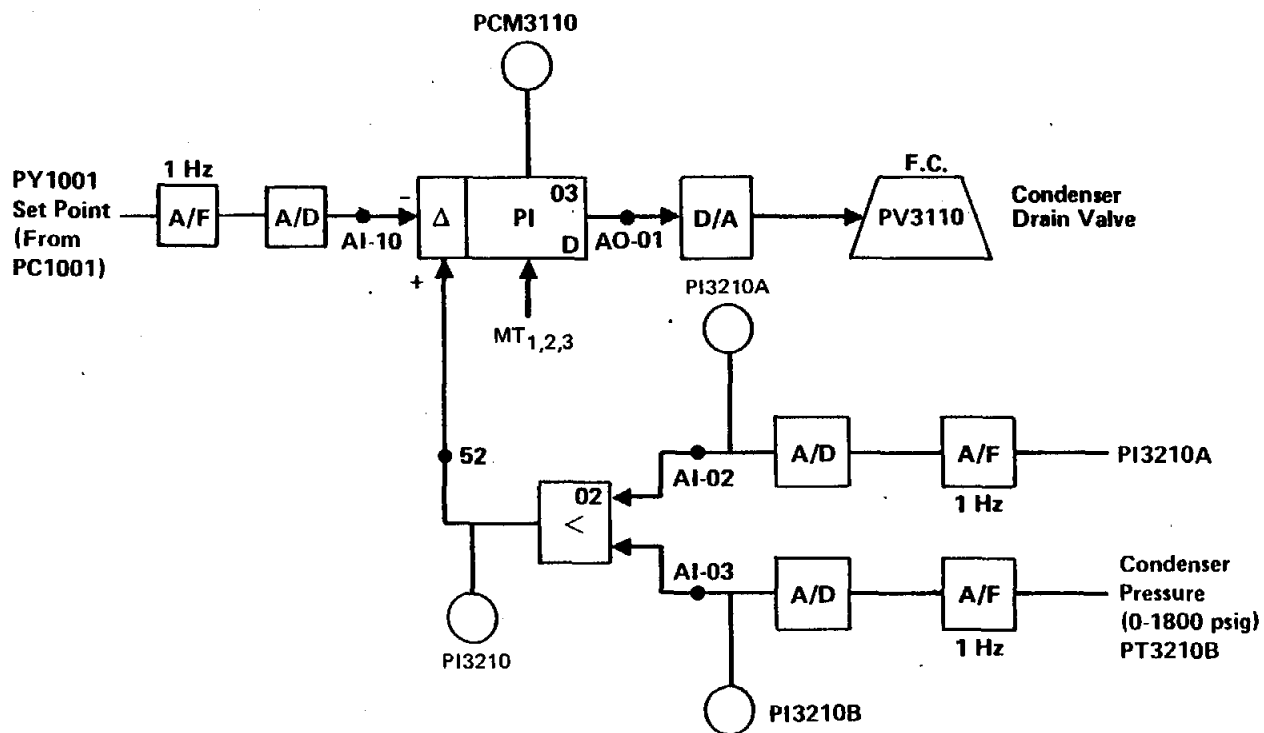 PCM3110
1 Hz
PY1001
Set Point
(From
PC1001)
A/F
A/D
AI-10
−
+
Δ
PI
03
D
MT1,2,3
AO-01
D/A
F.C.
PV3110
Condenser
Drain Valve
PI3210A
52
02
<
AI-02
A/D
A/F
1 Hz
PI3210A
AI-03
A/D
A/F
1 Hz
Condenser
Pressure
(0-1800 psig)
PT3210B
PI3210
PI3210B